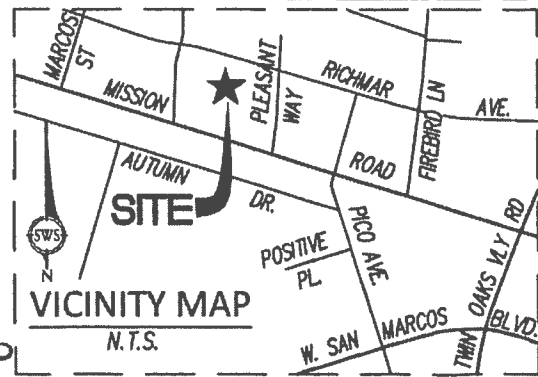 MARCOS
ST
MISSION
PLEASANT
WAY
RICHMAR
AVE.
FIREBIRD LN
ROAD
AUTUMN
DR.
SITE
SWS
N
PICO AVE.
POSITIVE
PL.
TWIN OAKS VLY RD
VICINITY MAP
N.T.S.
W. SAN MARCOS BLVD.